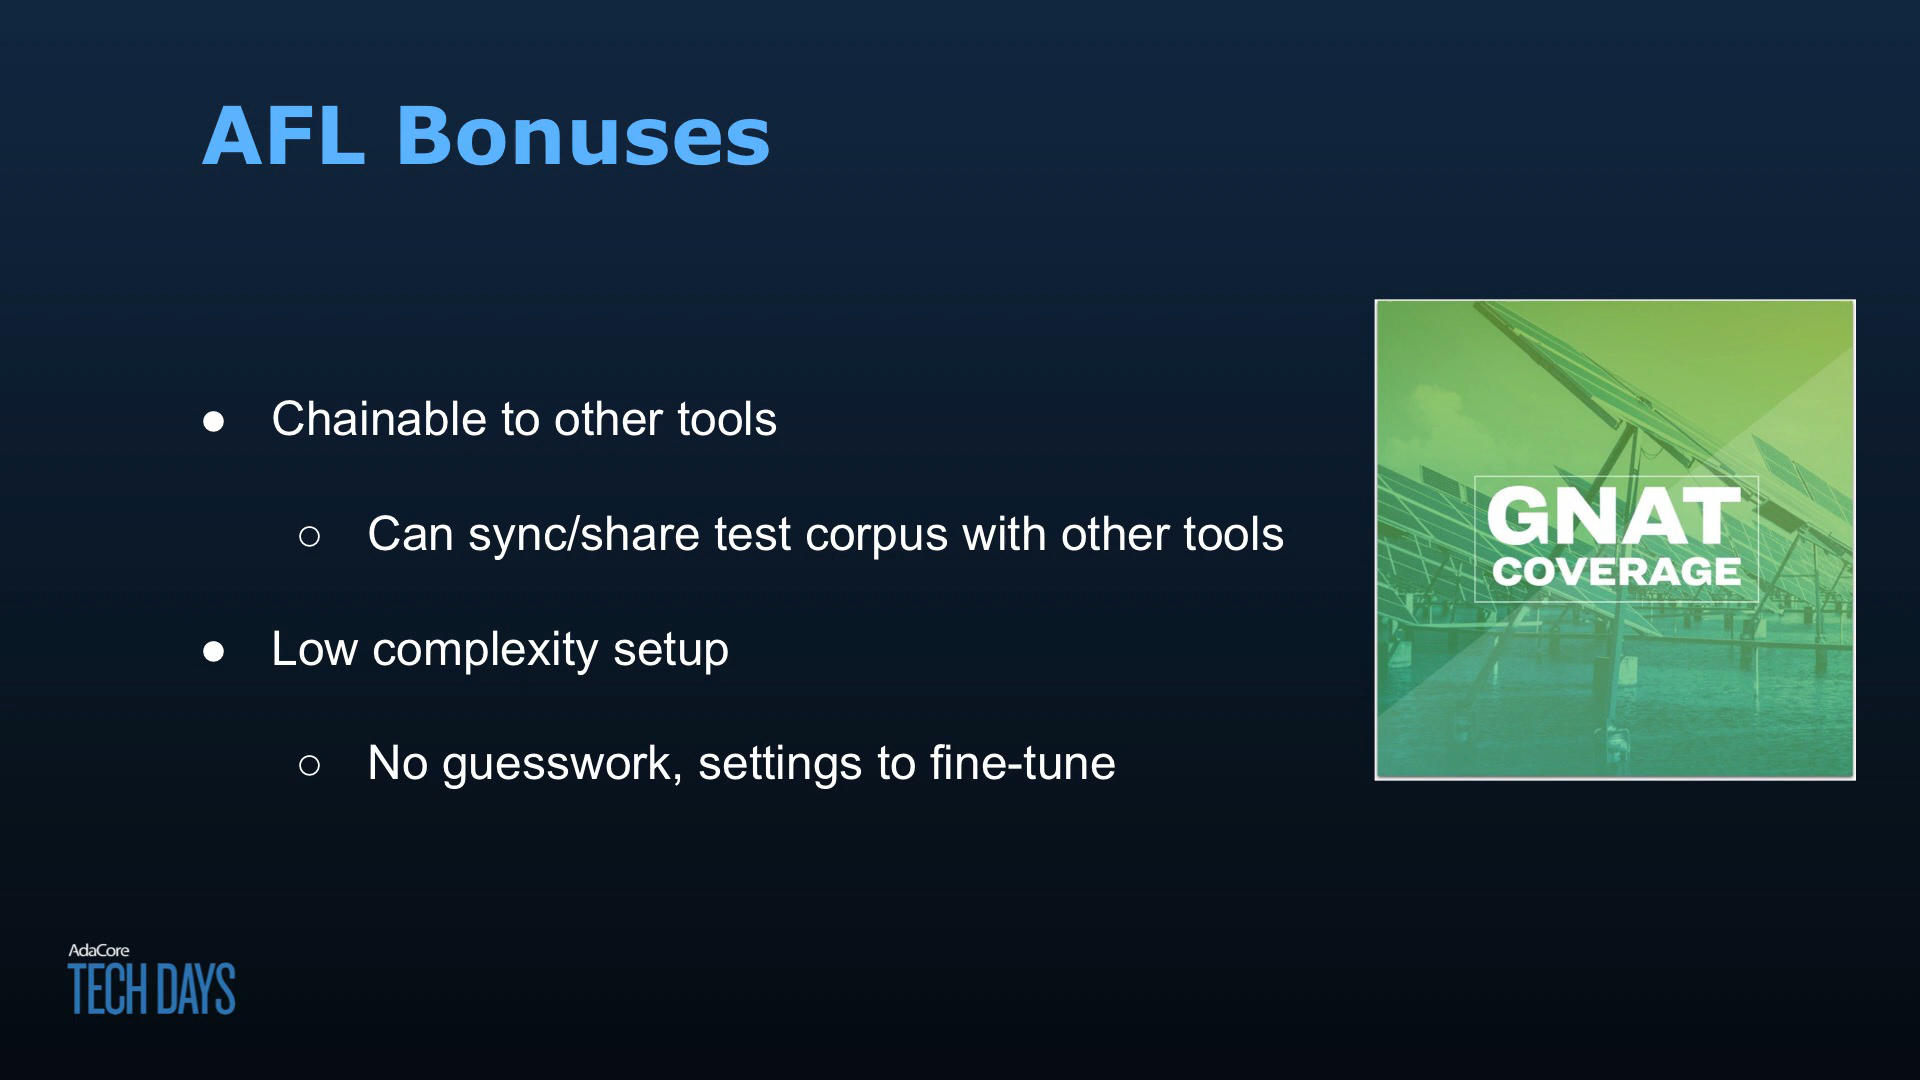 AFL Bonuses
● Chainable to other tools
○ Can sync/share test corpus with other tools
● Low complexity setup
○ No guesswork, settings to fine-tune
GNAT
COVERAGE
AdaCore
TECH DAYS